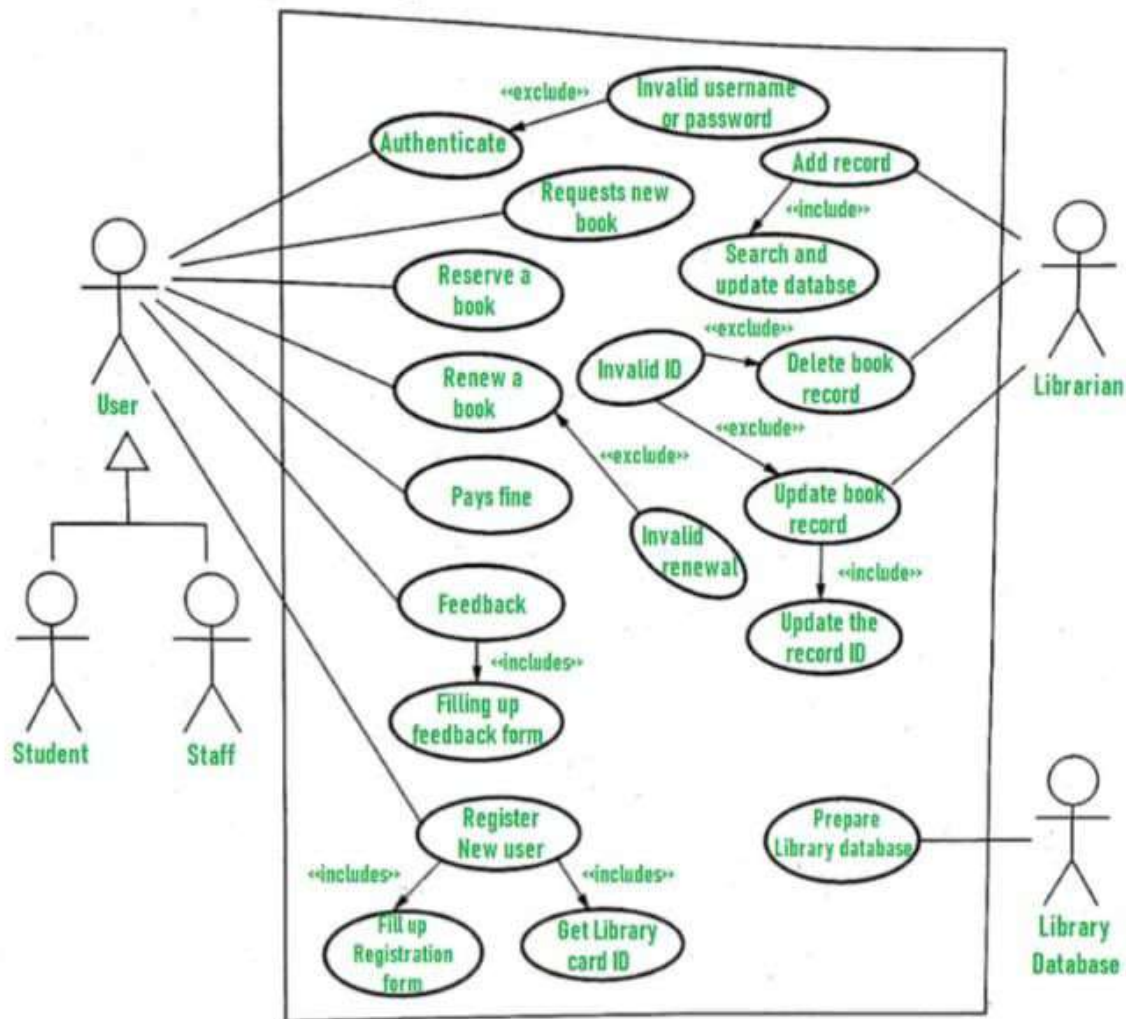 «exclude»
Invalid username
or password
Authenticate
Add record
Requests new
book
«include»
Search and
update databse
Reserve a
book
«exclude»
Invalid ID
Delete book
record
Renew a
book
User
Librarian
«exclude»
«exclude»
Pays fine
Update book
record
Invalid
renewal
«include»
Feedback
Update the
record ID
«includes»
Filling up
feedback form
Student
Staff
Register
New user
Prepare
Library database
«includes»
«includes»
Fill up
Registration
form
Get Library
card ID
Library
Database